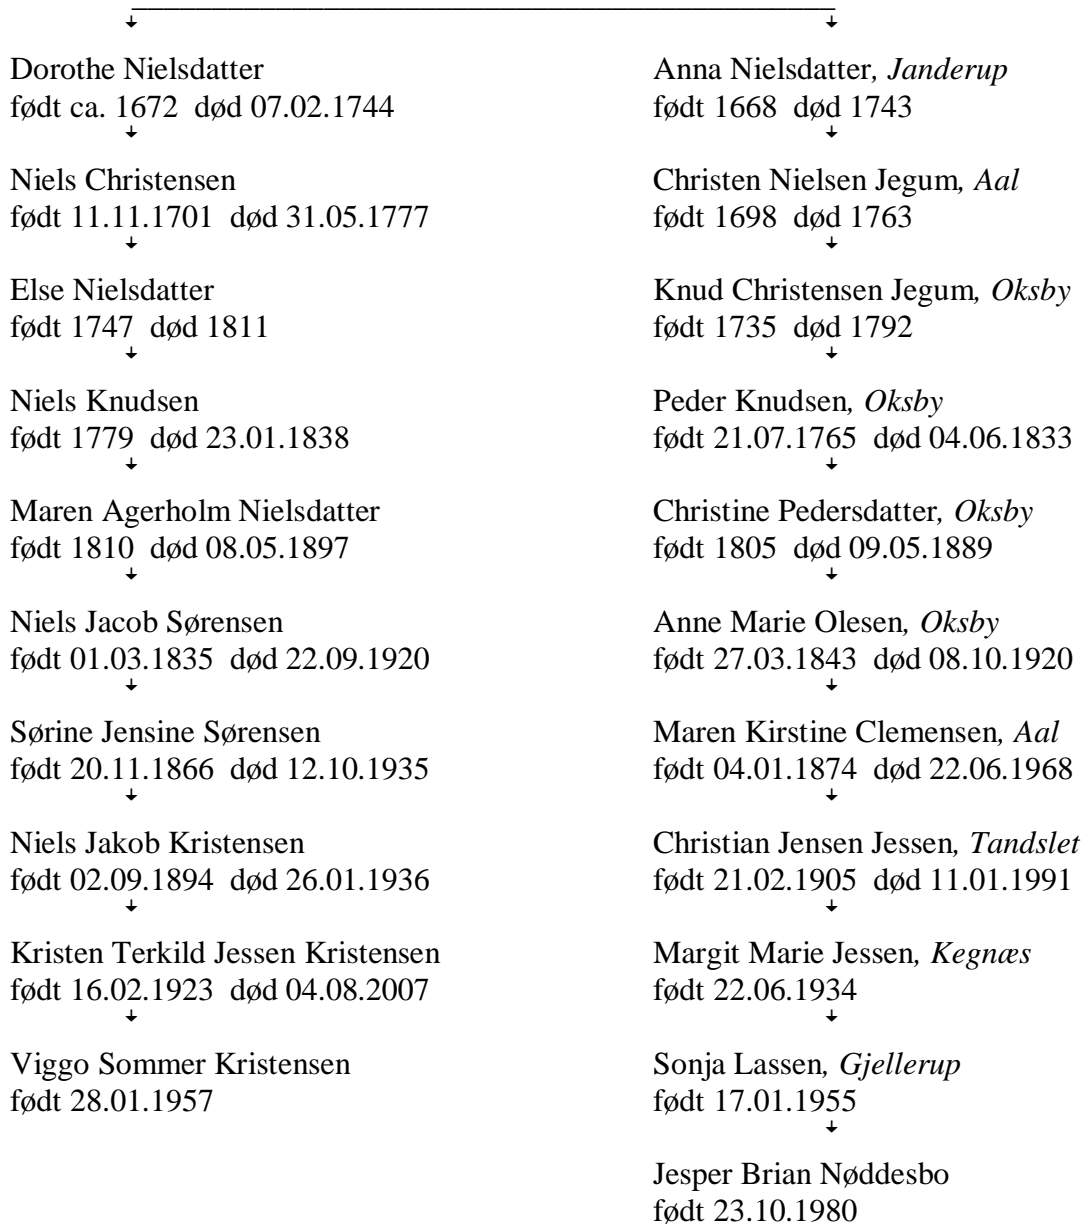 Dorothe Nielsdatter
født ca. 1672 død 07.02.1744
Anna Nielsdatter, Janderup
født 1668 død 1743
Niels Christensen
født 11.11.1701 død 31.05.1777
Christen Nielsen Jegum, Aal
født 1698 død 1763
Else Nielsdatter
født 1747 død 1811
Knud Christensen Jegum, Oksby
født 1735 død 1792
Niels Knudsen
født 1779 død 23.01.1838
Peder Knudsen, Oksby
født 21.07.1765 død 04.06.1833
Maren Agerholm Nielsdatter
født 1810 død 08.05.1897
Christine Pedersdatter, Oksby
født 1805 død 09.05.1889
Niels Jacob Sørensen
født 01.03.1835 død 22.09.1920
Anne Marie Olesen, Oksby
født 27.03.1843 død 08.10.1920
Sørine Jensine Sørensen
født 20.11.1866 død 12.10.1935
Maren Kirstine Clemensen, Aal
født 04.01.1874 død 22.06.1968
Niels Jakob Kristensen
født 02.09.1894 død 26.01.1936
Christian Jensen Jessen, Tandslet
født 21.02.1905 død 11.01.1991
Kristen Terkild Jessen Kristensen
født 16.02.1923 død 04.08.2007
Margit Marie Jessen, Kegnæs
født 22.06.1934
Viggo Sommer Kristensen
født 28.01.1957
Sonja Lassen, Gjellerup
født 17.01.1955
Jesper Brian Nøddesbo
født 23.10.1980